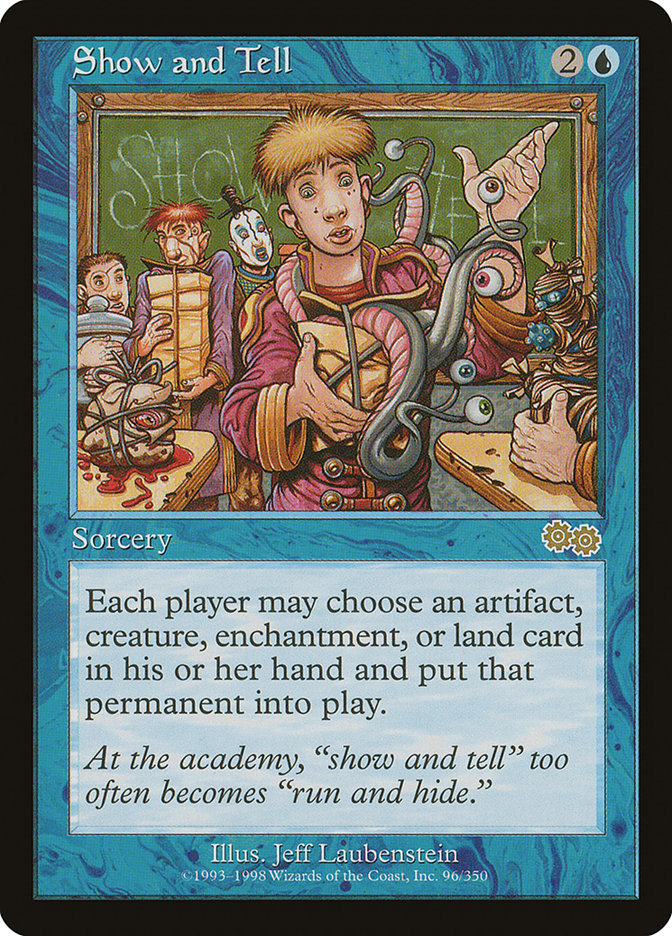 Show and Tell
2
SHOW
TELL
Sorcery
Each player may choose an artifact,
creature, enchantment, or land card
in his or her hand and put that
permanent into play.
At the academy, “show and tell” too
often becomes “run and hide.”
Illus. Jeff Laubenstein
©1993–1998 Wizards of the Coast, Inc. 96/350